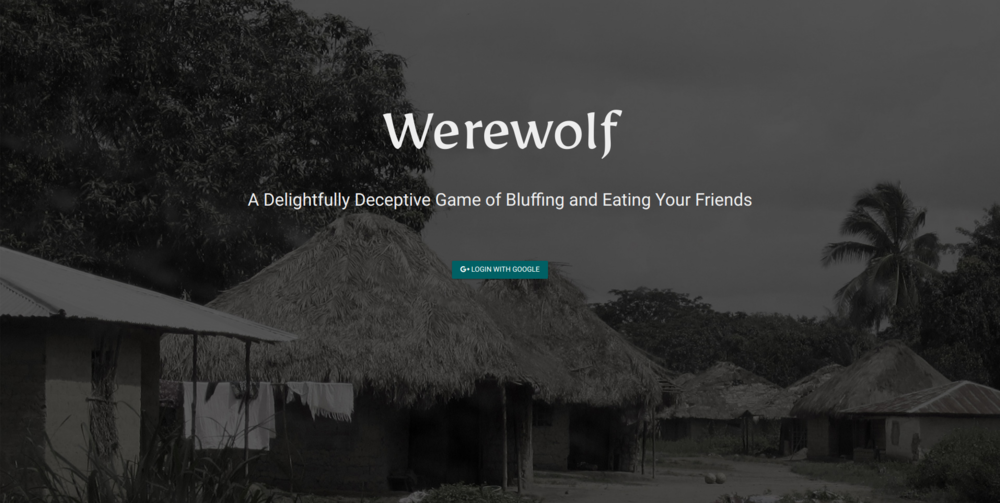 Werewolf
A Delightfully Deceptive Game of Bluffing and Eating Your Friends
G+ LOGIN WITH GOOGLE